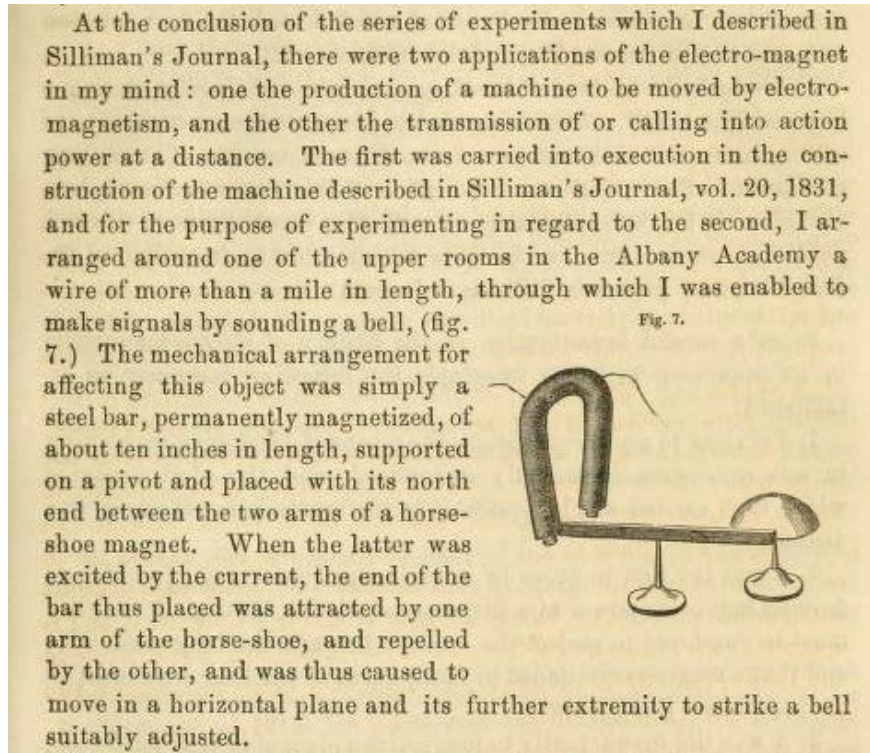 At the conclusion of the series of experiments which I described in
Silliman's Journal, there were two applications of the electro-magnet
in my mind: one the production of a machine to be moved by electro-
magnetism, and the other the transmission of or calling into action
power at a distance. The first was carried into execution in the con-
struction of the machine described in Silliman's Journal, vol. 20, 1831,
and for the purpose of experimenting in regard to the second, I ar-
ranged around one of the upper rooms in the Albany Academy a
wire of more than a mile in length, through which I was enabled to
make signals by sounding a bell, (fig.
7.) The mechanical arrangement for
affecting this object was simply a
steel bar, permanently magnetized, of
about ten inches in length, supported
on a pivot and placed with its north
end between the two arms of a horse-
shoe magnet. When the latter was
excited by the current, the end of the
bar thus placed was attracted by one
arm of the horse-shoe, and repelled
by the other, and was thus caused to
move in a horizontal plane and its further extremity to strike a bell
suitably adjusted.
Fig. 7.